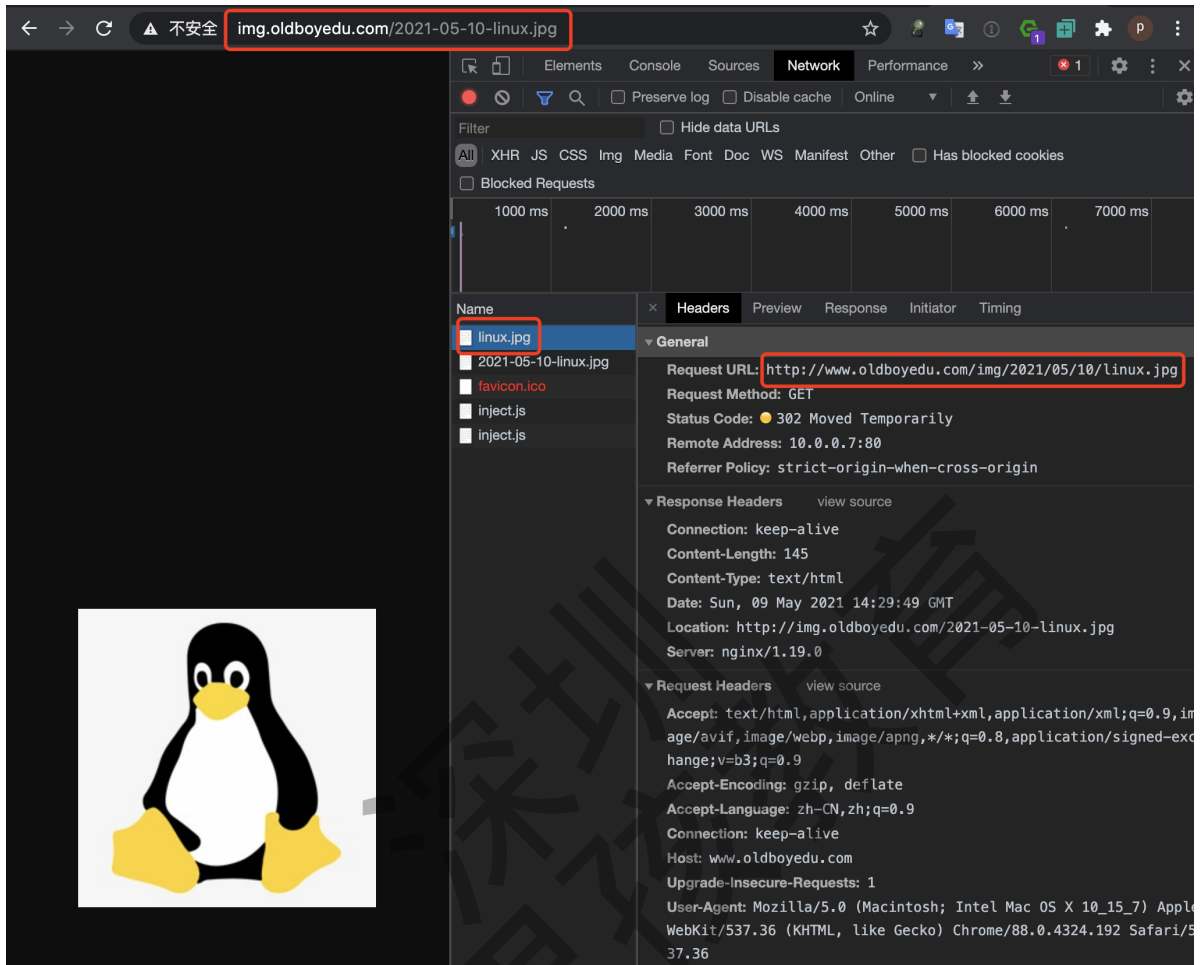 不安全 img.oldboyedu.com/2021-05-10-linux.jpg
P
1
Elements Console Sources Network Performance » 1
Preserve log Disable cache Online
Filter Hide data URLs
All XHR JS CSS Img Media Font Doc WS Manifest Other Has blocked cookies
Blocked Requests
1000 ms 2000 ms 3000 ms 4000 ms 5000 ms 6000 ms 7000 ms
Name
linux.jpg
2021-05-10-linux.jpg
favicon.ico
inject.js
inject.js
× Headers Preview Response Initiator Timing
General
Request URL: http://www.oldboyedu.com/img/2021/05/10/linux.jpg
Request Method: GET
Status Code: 302 Moved Temporarily
Remote Address: 10.0.0.7:80
Referrer Policy: strict-origin-when-cross-origin
Response Headers view source
Connection: keep-alive
Content-Length: 145
Content-Type: text/html
Date: Sun, 09 May 2021 14:29:49 GMT
Location: http://img.oldboyedu.com/2021-05-10-linux.jpg
Server: nginx/1.19.0
Request Headers view source
Accept: text/html,application/xhtml+xml,application/xml;q=0.9,im
age/avif,image/webp,image/apng,*/*;q=0.8,application/signed-exc
hange;v=b3;q=0.9
Accept-Encoding: gzip, deflate
Accept-Language: zh-CN,zh;q=0.9
Connection: keep-alive
Host: www.oldboyedu.com
Upgrade-Insecure-Requests: 1
User-Agent: Mozilla/5.0 (Macintosh; Intel Mac OS X 10_15_7) Apple
WebKit/537.36 (KHTML, like Gecko) Chrome/88.0.4324.192 Safari/5
37.36
深圳
教育